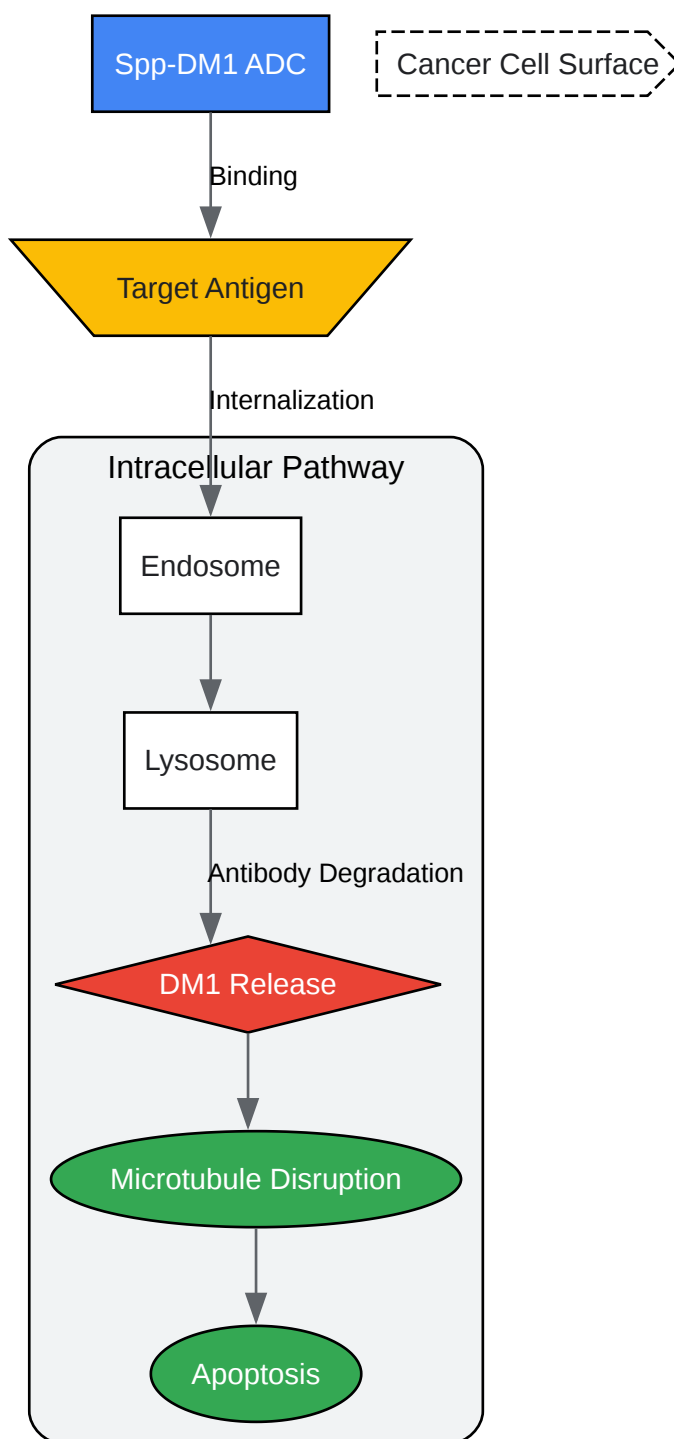 Spp-DM1 ADC
Cancer Cell Surface
Binding
Target Antigen
Internalization
Intracellular Pathway
Endosome
Lysosome
Antibody Degradation
DM1 Release
Microtubule Disruption
Apoptosis